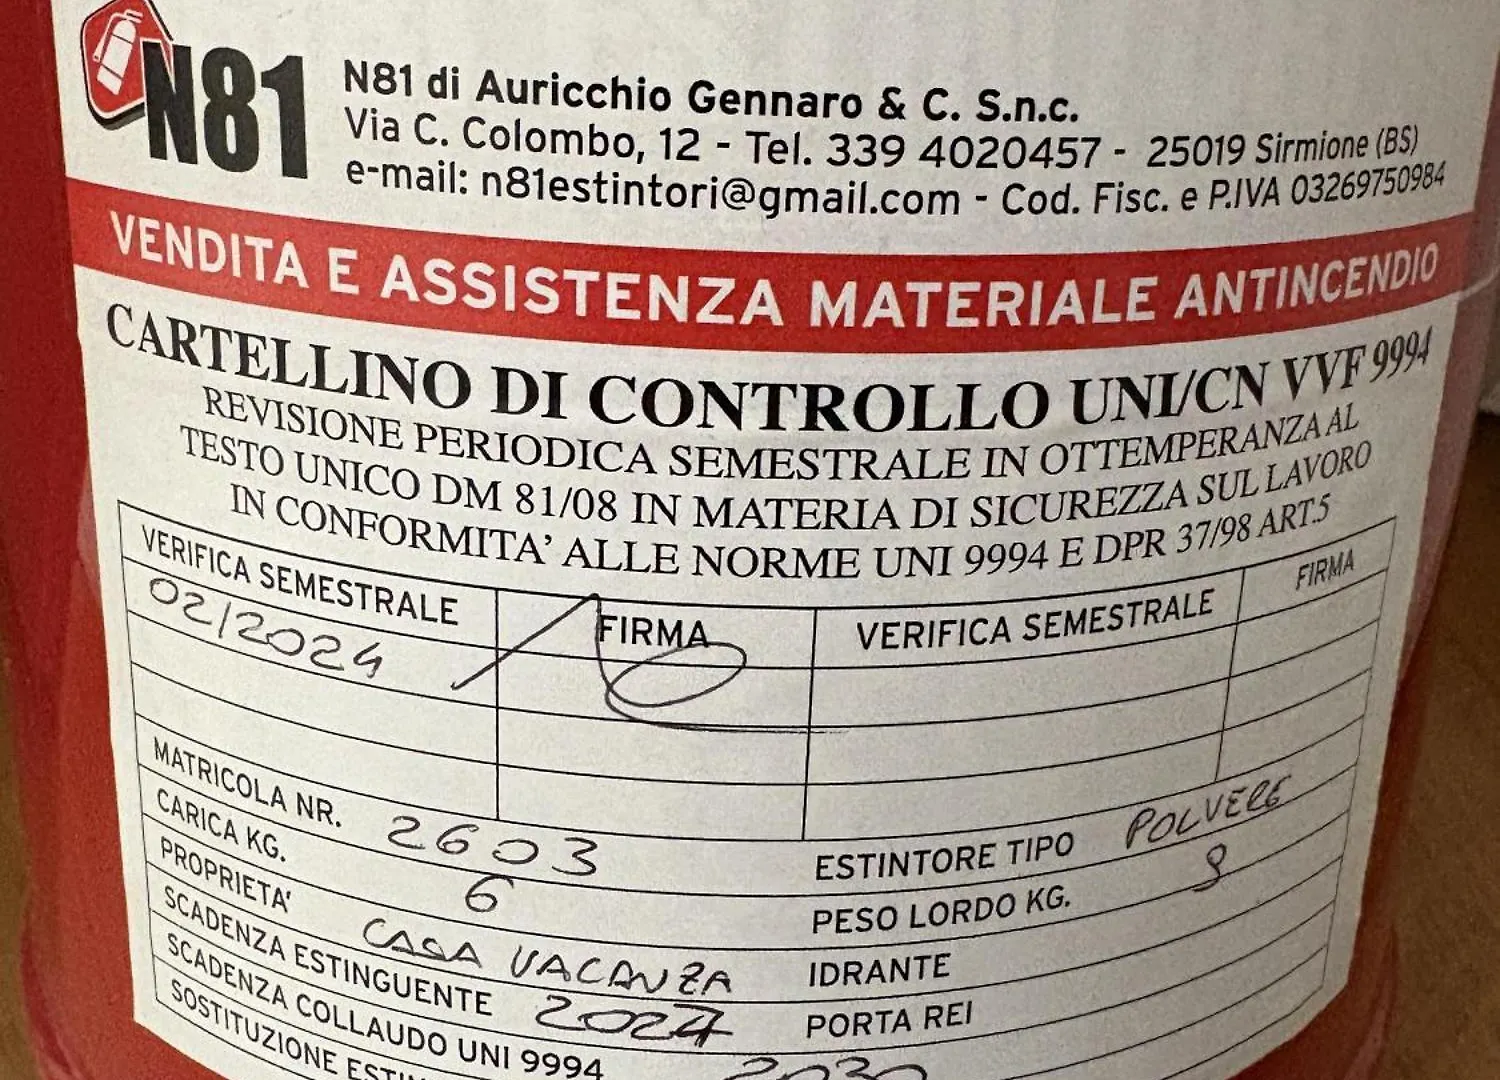 N81
N81 di Auricchio Gennaro & C. S.n.c.
Via C. Colombo, 12 - Tel. 339 4020457 - 25019 Sirmione (BS)
e-mail: n81estintori@gmail.com - Cod. Fisc. e P.IVA 03269750984
VENDITA E ASSISTENZA MATERIALE ANTINCENDIO
CARTELLINO DI CONTROLLO UNI/CN VVF 9994
REVISIONE PERIODICA SEMESTRALE IN OTTEMPERANZA AL
TESTO UNICO DM 81/08 IN MATERIA DI SICUREZZA SUL LAVORO
IN CONFORMITA' ALLE NORME UNI 9994 E DPR 37/98 ART.5
VERIFICA SEMESTRALE FIRMA VERIFICA SEMESTRALE FIRMA
02/2024
MATRICOLA NR. 2603 ESTINTORE TIPO POLVERE
CARICA KG. 6 PESO LORDO KG. 8
PROPRIETA' CASA VACANZA IDRANTE
SCADENZA ESTINGUENTE 2027 PORTA REI
SCADENZA COLLAUDO UNI 9994 2030
SOSTITUZIONE